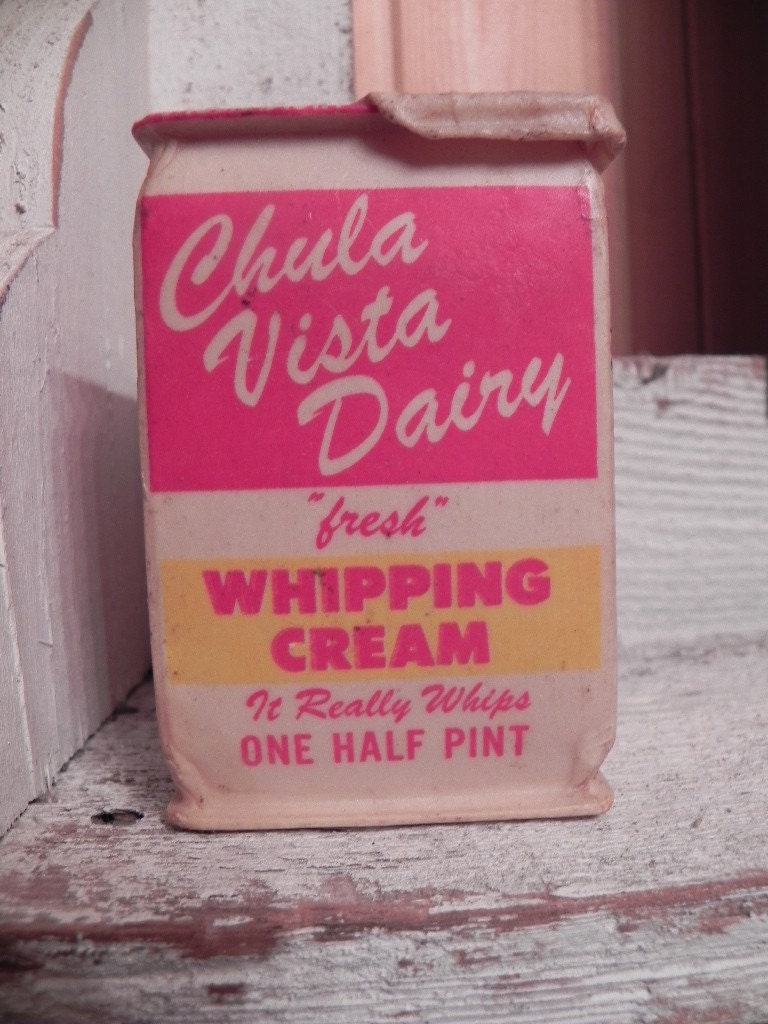 Chula
Vista
Dairy
"fresh"
WHIPPING
CREAM
It Really Whips
ONE HALF PINT